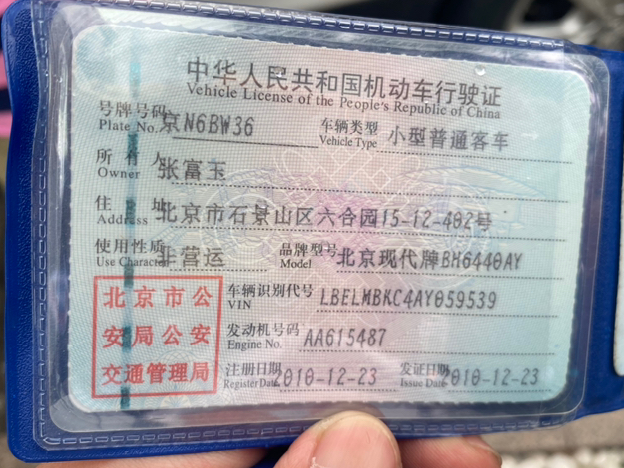 中华人民共和国机动车行驶证
Vehicle License of the People's Republic of China
号牌号码 京N6BW36 车辆类型 小型普通客车
Plate No. Vehicle Type
所有人 张富玉
Owner
住址 北京市石景山区六合园15-12-402号
Address
使用性质 非营运 品牌型号 北京现代牌BH6440AY
Use Character Model
北京市公
安局公安
交通管理局
车辆识别代号 LBELMBKC4AY059539
VIN
发动机号码 AA615487
Engine No.
注册日期 2010-12-23 发证日期 2010-12-23
Register Date Issue Date